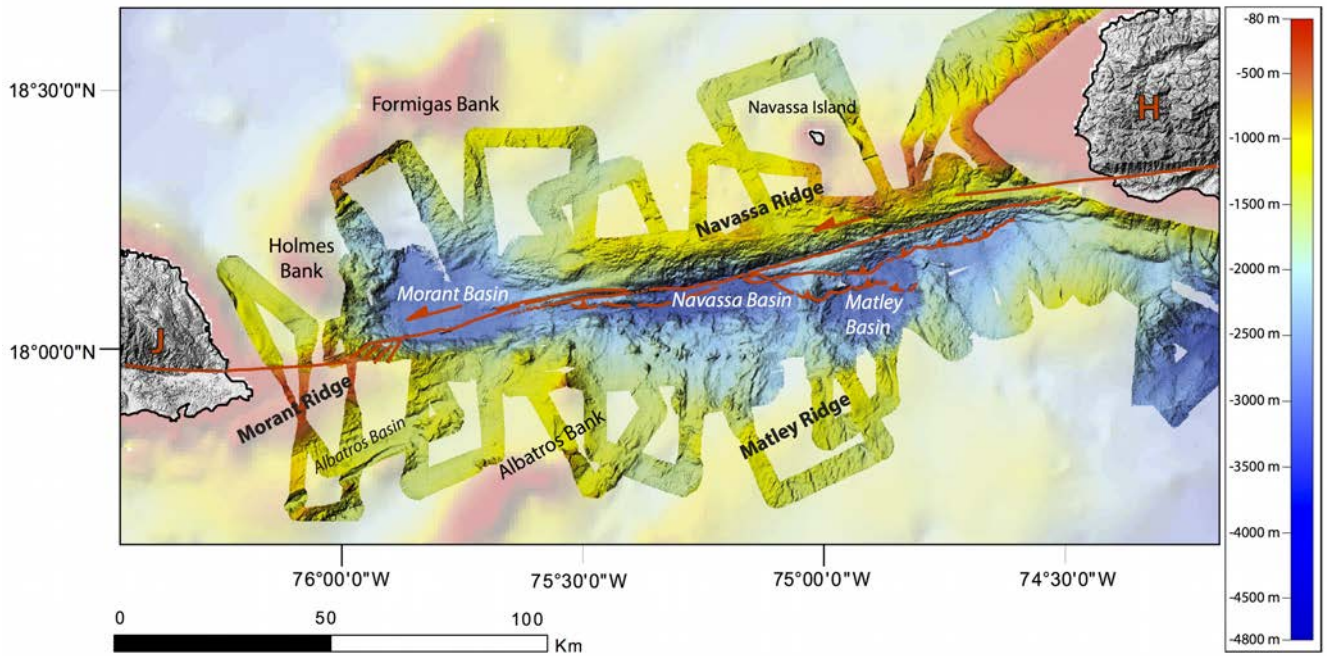 18°30'0"N
18°00'0"N
Formigas Bank
Navassa Island
H
Navassa Ridge
Holmes
Bank
Morant Basin
Navassa Basin
Matley
Basin
J
Morant Ridge
Albatros Basin
Albatros Bank
Matley Ridge
76°00'0"W
75°30'0"W
75°00'0"W
74°3'0"W
0
50
100
Km
-80 m
-500 m
-1000 m
-1500 m
-2000 m
-2500 m
-3000 m
-3500 m
-4000 m
-4500 m
-4800 m